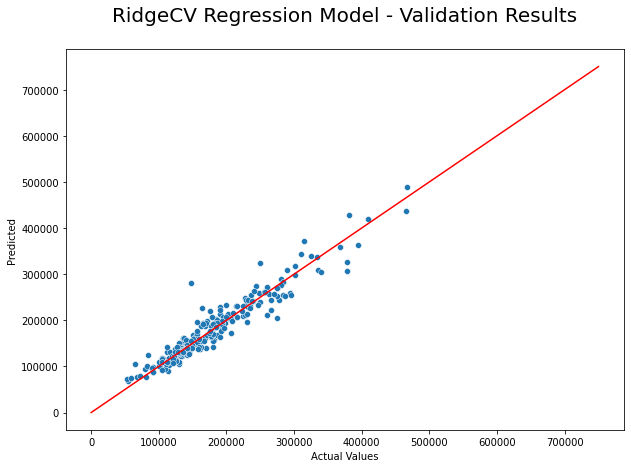 RidgeCV Regression Model - Validation Results
700000
600000
500000
400000
300000
200000
100000
0
Predicted
0 100000 200000 300000 400000 500000 600000 700000
Actual Values